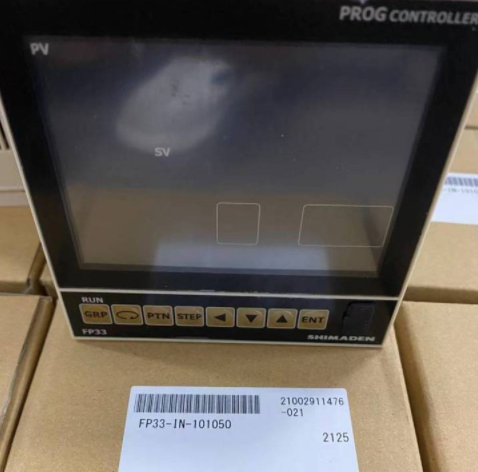 PROG CONTROLLER
PV
SV
RUN
GRP PTN STEP ENT
FP33
SHIMADEN
21002911476
-021
FP33-IN-101050
2125